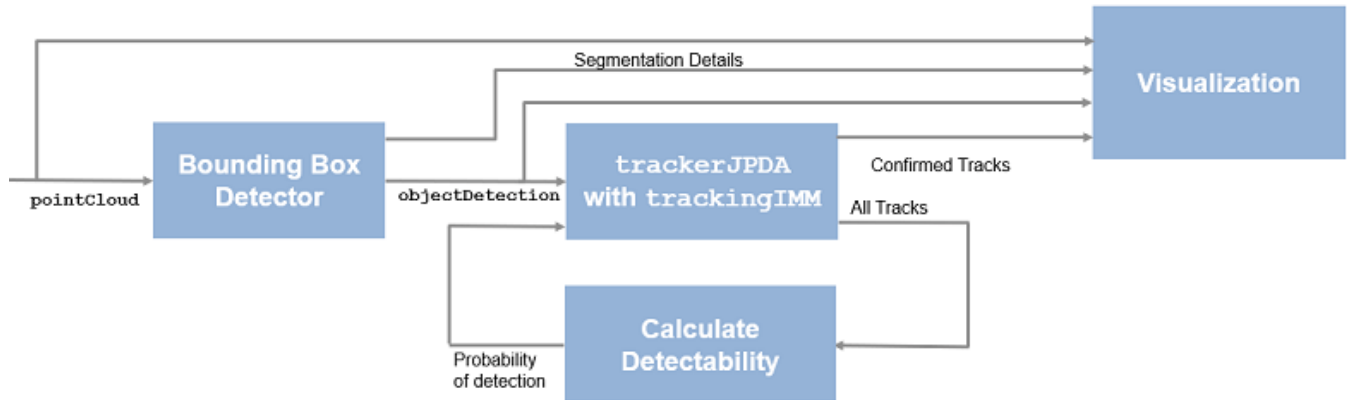 Segmentation Details
Visualization
Bounding Box
Detector
pointCloud
objectDetection
trackerJPDA
with trackingIMM
Confirmed Tracks
All Tracks
Calculate
Detectability
Probability
of detection